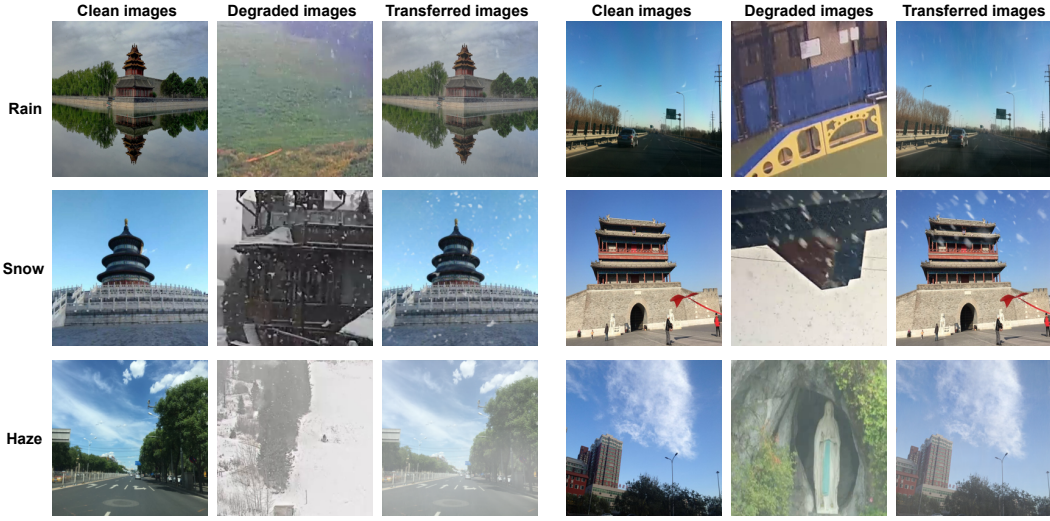 Clean images Degraded images Transferred images Clean images Degraded images Transferred images
Rain
Snow
Haze